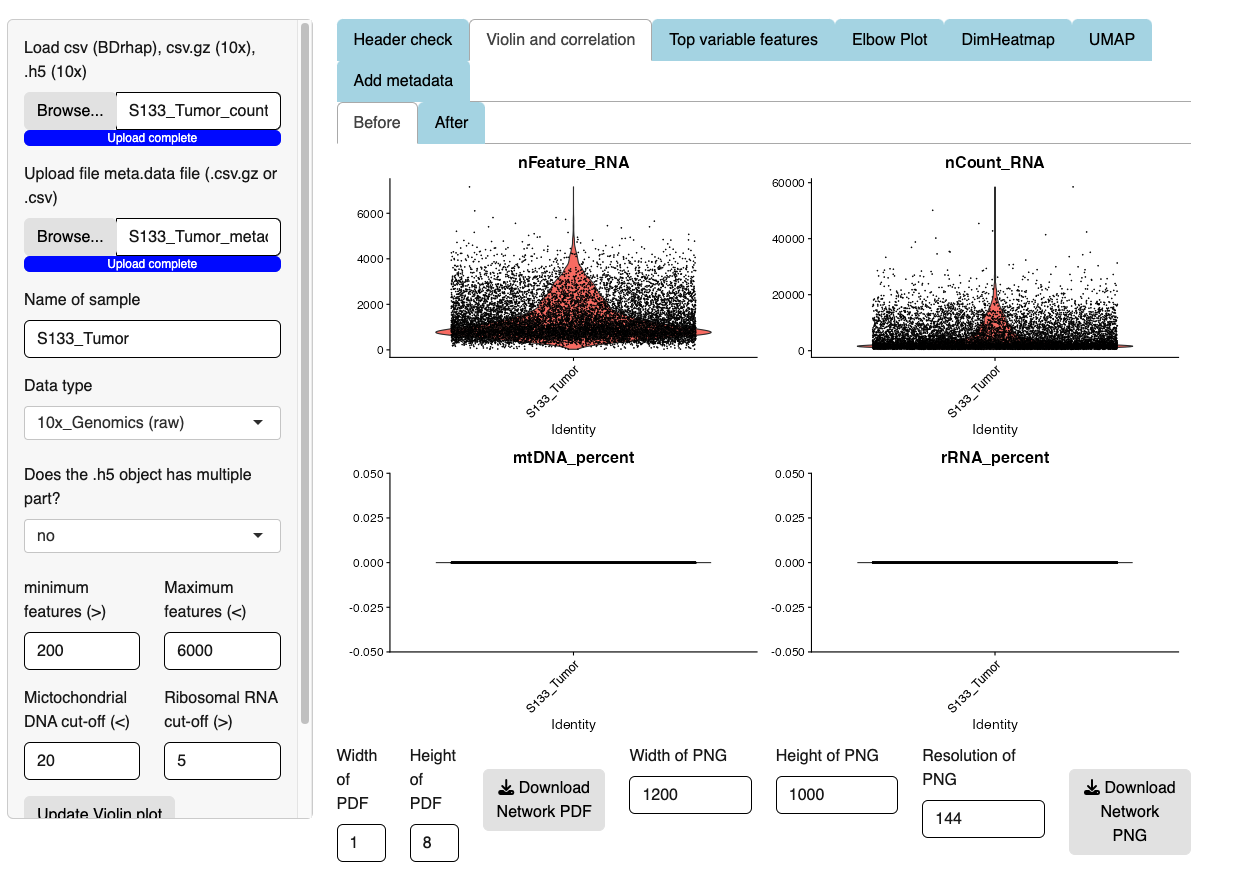 Load csv (BDrhap), csv.gz (10x),
.h5 (10x)
Browse... S133_Tumor_count
Upload complete
Upload file meta.data file (.csv.gz or
.csv)
Browse... S133_Tumor_metac
Upload complete
Name of sample
S133_Tumor
Data type
10x_Genomics (raw)
Does the .h5 object has multiple
part?
no
minimum
features (>)
200
Maximum
features (<)
6000
Mictochondrial
DNA cut-off (<)
20
Ribosomal RNA
cut-off (>)
5
Update Violin plot
Header check
Violin and correlation
Top variable features
Elbow Plot
DimHeatmap
UMAP
Add metadata
Before
After
nFeature_RNA
6000
4000
2000
0
S133_Tumor
Identity
nCount_RNA
60000
40000
20000
0
S133_Tumor
Identity
mtDNA_percent
0.050
0.025
0.000
-0.025
-0.050
S133_Tumor
Identity
rRNA_percent
0.050
0.025
0.000
-0.025
-0.050
S133_Tumor
Identity
Width
of
PDF
1
Height
of
PDF
8
Download
Network PDF
Width of PNG
1200
Height of PNG
1000
Resolution of
PNG
144
Download
Network
PNG